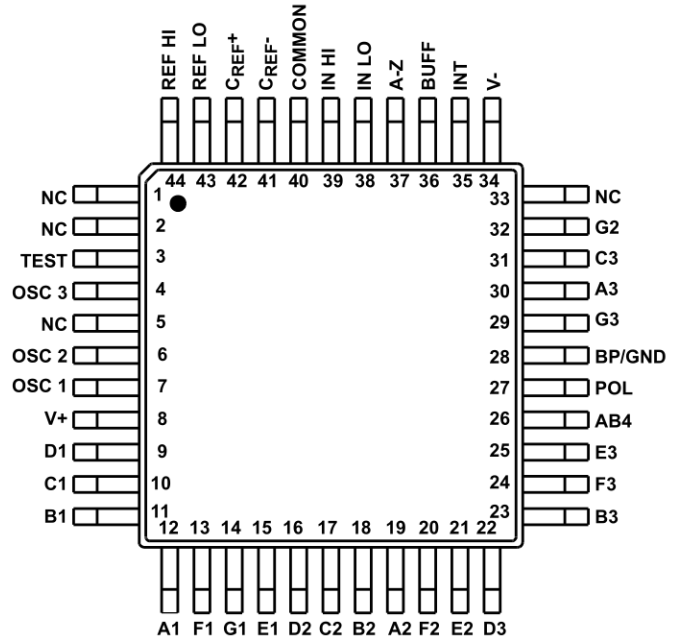 REF HI
REF LO
CREF+
CREF-
COMMON
IN HI
IN LO
A-Z
BUFF
INT
V-
44 43 42 41 40 39 38 37 36 35 34
NC 1 33 NC
NC 2 32 G2
TEST 3 31 C3
OSC 3 4 30 A3
NC 5 29 G3
OSC 2 6 28 BP/GND
OSC 1 7 27 POL
V+ 8 26 AB4
D1 9 25 E3
C1 10 24 F3
B1 11 23 B3
12 13 14 15 16 17 18 19 20 21 22
A1 F1 G1 E1 D2 C2 B2 A2 F2 E2 D3